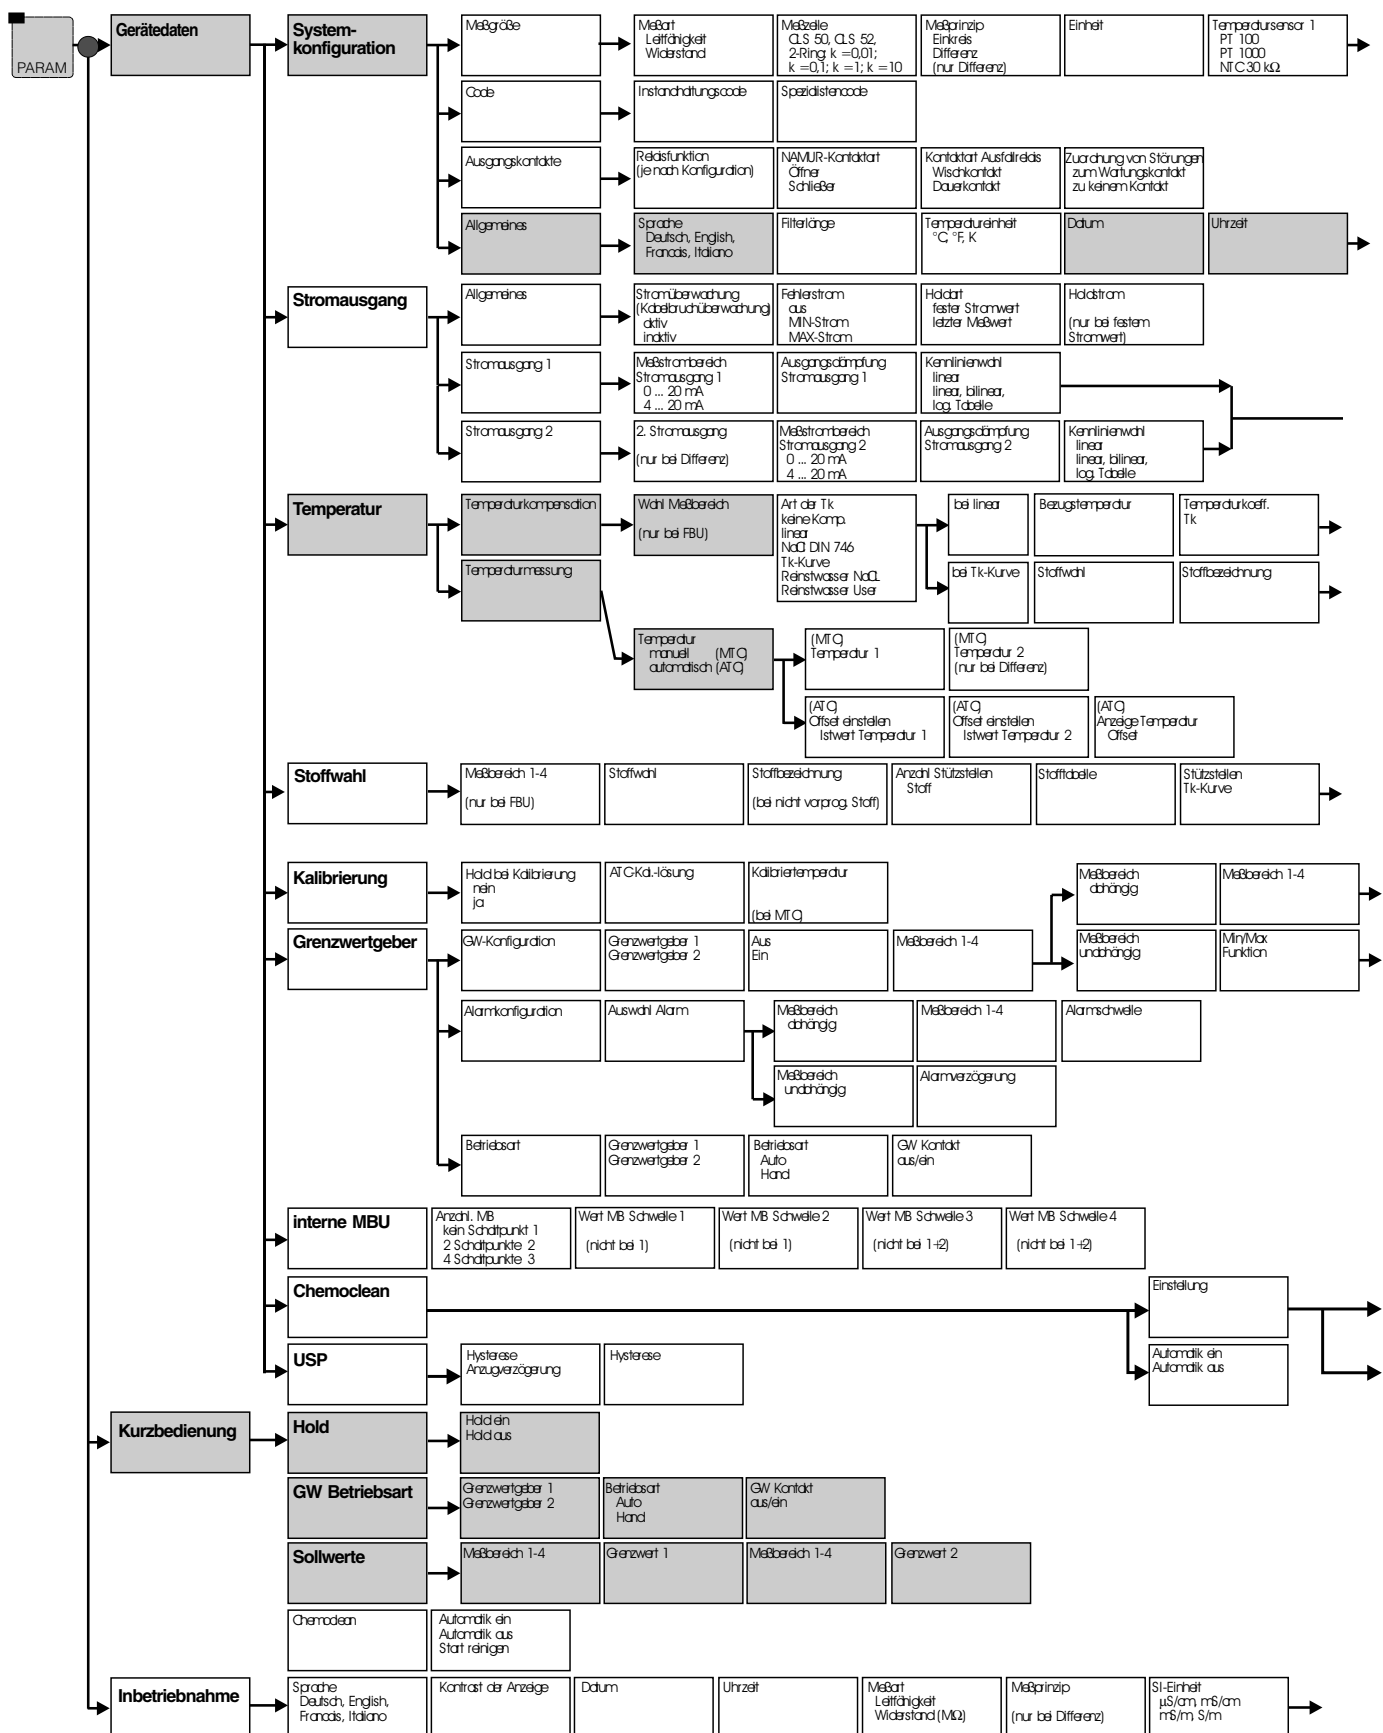 PARAM
Gerätedaten
System-
konfiguration
Meßgröße
Meßart
Leitfähigkeit
Widerstand
Meßzelle
CLS 50, CLS 52,
2-Ring; k =0,01;
k =0,1; k =1; k =10
Meßprinzip
Einkreis
Differenz
(nur Differenz)
Einheit
Temperatursensor 1
PT 100
PT 1000
NTC 30 kΩ
Code
Instandhaltungscode
Spezialistencode
Ausgangskontakte
Relaisfunktion
(je nach Konfiguration)
NAMUR-Kontaktart
Öffner
Schließer
Kontaktart Ausfallrelais
Wischkontakt
Dauerkontakt
Zuordnung von Störungen
zum Wartungskontakt
zu keinem Kontakt
Allgemeines
Sprache
Deutsch, English,
Francais, Italiano
Filterlänge
Temperatureinheit
°C, °F, K
Datum
Uhrzeit
Stromausgang
Allgemeines
Stromüberwachung
(Kabelbruchüberwachung)
aktiv
inaktiv
Fehlerstrom
aus
MIN-Strom
MAX-Strom
Holdart
fester Stromwert
letzter Meßwert
Holdstrom
(nur bei festem
Stromwert)
Stromausgang 1
Meßstrombereich
Stromausgang 1
0 ... 20 mA
4 ... 20 mA
Ausgangsdämpfung
Stromausgang 1
Kennlinienwahl
linear
linear, bilinear,
log. Tabelle
Stromausgang 2
2. Stromausgang
(nur bei Differenz)
Meßstrombereich
Stromausgang 2
0 ... 20 mA
4 ... 20 mA
Ausgangsdämpfung
Stromausgang 2
Kennlinienwahl
linear
linear, bilinear,
log. Tabelle
Temperatur
Temperaturkompensation
Wahl Meßbereich
(nur bei FBU)
Art der Tk
keine Komp.
linear
NaCl DIN 746
Tk-Kurve
Reinstwasser NaCL
Reinstwasser User
bei linear
Bezugstemperatur
Temperaturkoeff.
Tk
Temperaturmessung
bei Tk-Kurve
Stoffwahl
Stoffbezeichnung
Temperatur
manuell (MTC)
automatisch (ATC)
(MTC)
Temperatur 1
(MTC)
Temperatur 2
(nur bei Differenz)
(ATC)
Offset einstellen
Istwert Temperatur 1
(ATC)
Offset einstellen
Istwert Temperatur 2
(ATC)
Anzeige Temperatur
Offset
Stoffwahl
Meßbereich 1-4
(nur bei FBU)
Stoffwahl
Stoffbezeichnung
(bei nicht vorprog. Stoff)
Anzahl Stützstellen
Stoff
Stofftabelle
Stützstellen
Tk-Kurve
Kalibrierung
Hold bei Kalibrierung
nein
ja
ATC-Kal.-lösung
Kalibriertemperatur
(bei MTC)
Meßbereich
abhängig
Meßbereich 1-4
Grenzwertgeber
GW-Konfiguration
Grenzwertgeber 1
Grenzwertgeber 2
Aus
Ein
Meßbereich 1-4
Meßbereich
unabhängig
Min/Max
Funktion
Alarmkonfiguration
Auswahl Alarm
Meßbereich
abhängig
Meßbereich 1-4
Alarmschwelle
Meßbereich
unabhängig
Alarmverzögerung
Betriebsart
Grenzwertgeber 1
Grenzwertgeber 2
Betriebsart
Auto
Hand
GW Kontakt
aus/ein
interne MBU
Anzahl. MB
kein Schaltpunkt 1
2 Schaltpunkte 2
4 Schaltpunkte 3
Wert MB Schwelle 1
(nicht bei 1)
Wert MB Schwelle 2
(nicht bei 1)
Wert MB Schwelle 3
(nicht bei 1+2)
Wert MB Schwelle 4
(nicht bei 1+2)
Chemoclean
Einstellung
Automatik ein
Automatik aus
USP
Hysterese
Anzugverzögerung
Hysterese
Kurzbedienung
Hold
Hold ein
Hold aus
GW Betriebsart
Grenzwertgeber 1
Grenzwertgeber 2
Betriebsart
Auto
Hand
GW Kontakt
aus/ein
Sollwerte
Meßbereich 1-4
Grenzwert 1
Meßbereich 1-4
Grenzwert 2
Chemoclean
Automatik ein
Automatik aus
Start reinigen
Inbetriebnahme
Sprache
Deutsch, English,
Francais, Italiano
Kontrast der Anzeige
Datum
Uhrzeit
Meßart
Leitfähigkeit
Widerstand (MΩ)
Meßprinzip
(nur bei Differenz)
SI-Einheit
µS/cm, mS/cm
mS/m, S/m